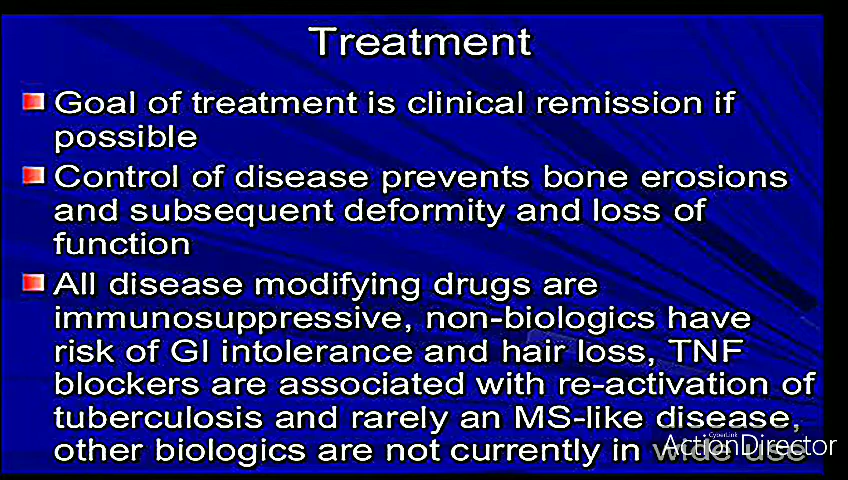 Treatment
Goal of treatment is clinical remission if
possible
Control of disease prevents bone erosions
and subsequent deformity and loss of
function
All disease modifying drugs are
immunosuppressive, non-biologics have
risk of GI intolerance and hair loss, TNF
blockers are associated with re-activation of
tuberculosis and rarely an MS-like disease,
other biologics are not currently in wide use
CyberLink
ActionDirector